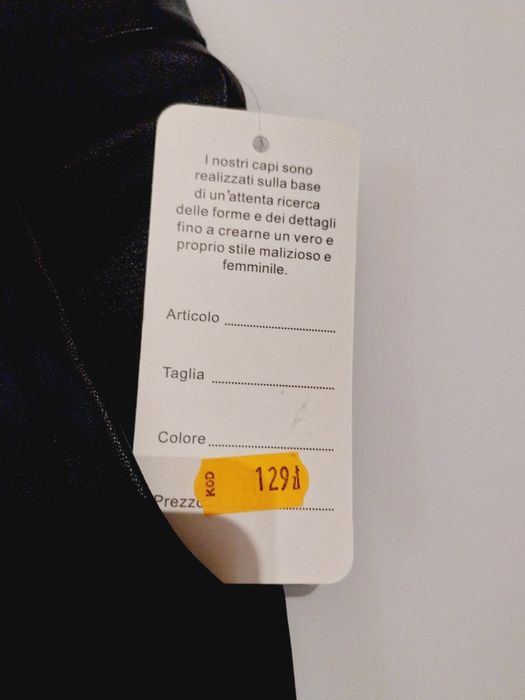 I nostri capi sono
realizzati sulla base
di un'attenta ricerca
delle forme e dei dettagli
fino a crearne un vero e
proprio stile malizioso e
femminile.
Articolo
Taglia
Colore
KOD 129 zł